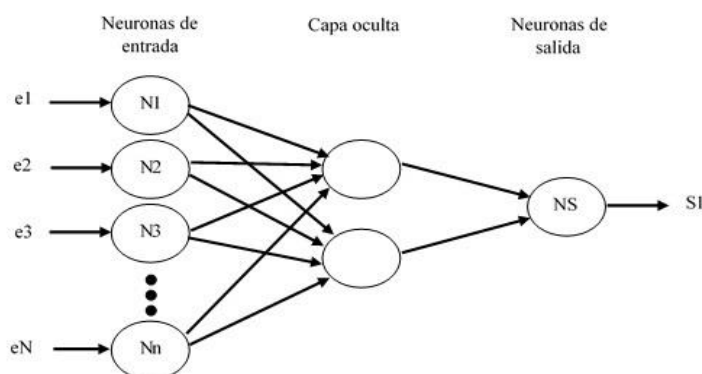 Neuronas de
entrada
Capa oculta
Neuronas de
salida
e1
N1
e2
N2
e3
N3
NS
S1
eN
Nn